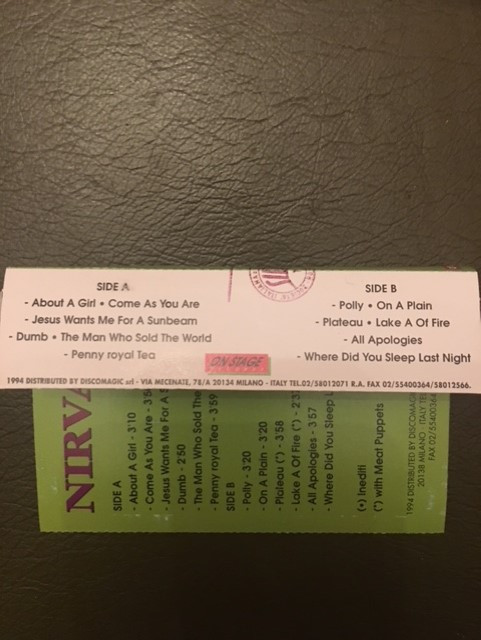 SIDE A
- About A Girl • Come As You Are
- Jesus Wants Me For A Sunbeam
- Dumb • The Man Who Sold The World
- Penny royal Tea
SIDE B
- Polly • On A Plain
- Plateau • Lake A Of Fire
- All Apologies
- Where Did You Sleep Last Night
ON STAGE
1994 DISTRIBUTED BY DISCOMAGIC srl - VIA MECENATE, 78/A 20134 MILANO - ITALY TEL.02/58012071 R.A. FAX 02/55400364/58012566.
NIRVA
SIDE A
- About A Girl - 3'10
- Come As You Are - 3'5
- Jesus Wants Me For A S
- Dumb - 2'50
- The Man Who Sold The
- Penny royal Tea - 3'59
SIDE B
- Polly - 3'20
- On A Plain - 3'20
- Plateau (*) - 3'58
- Lake A Of Fire (*) - 2'5
- All Apologies - 3'57
- Where Did You Sleep L
(•) Inediti
(*) with Meat Puppets
1994 DISTRIBUTED BY DISCOMAGIC
20138 MILANO - ITALY TE
FAX 02/55400364